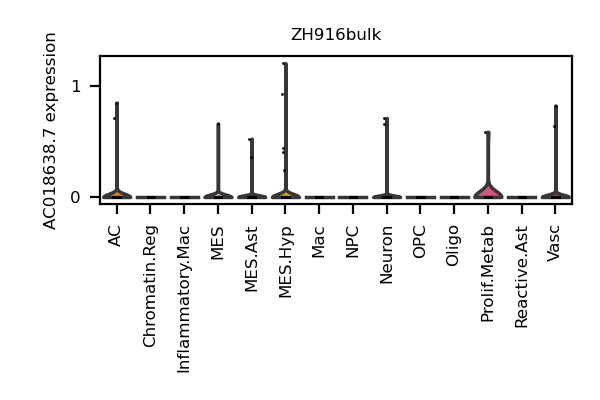 ZH916bulk
AC018638.7 expression
1
0
AC
Chromatin.Reg
Inflammatory.Mac
MES
MES.Ast
MES.Hyp
Mac
NPC
Neuron
OPC
Oligo
Prolif.Metab
Reactive.Ast
Vasc